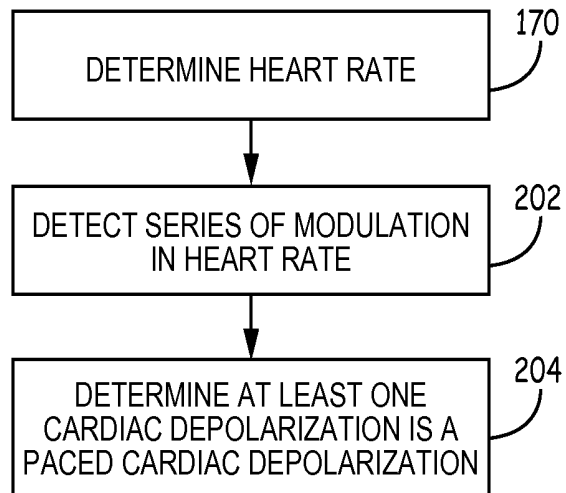 170
DETERMINE HEART RATE
202
DETECT SERIES OF MODULATION
IN HEART RATE
204
DETERMINE AT LEAST ONE
CARDIAC DEPOLARIZATION IS A
PACED CARDIAC DEPOLARIZATION